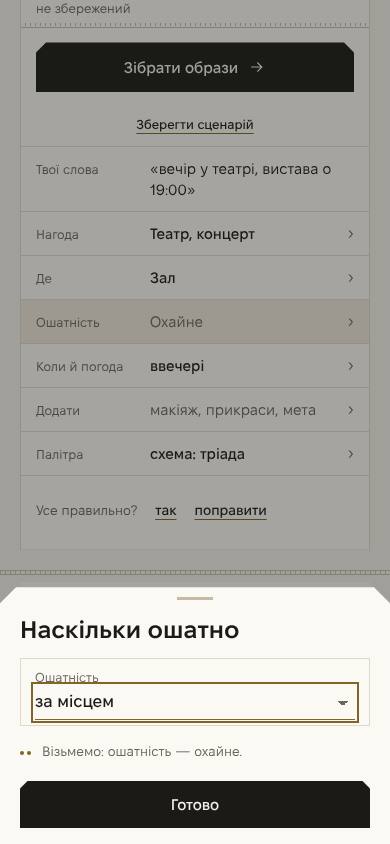 не збережений
Зібрати образи →
Зберегти сценарій
Твої слова «вечір у театрі, вистава о
19:00»
Нагода Театр, концерт
Де Зал
Ошатність Охайне
Коли й погода ввечері
Додати макіяж, прикраси, мета
Палітра схема: тріада
Усе правильно? так поправити
Наскільки ошатно
Ошатність
за місцем
Візьмемо: ошатність — охайне.
Готово